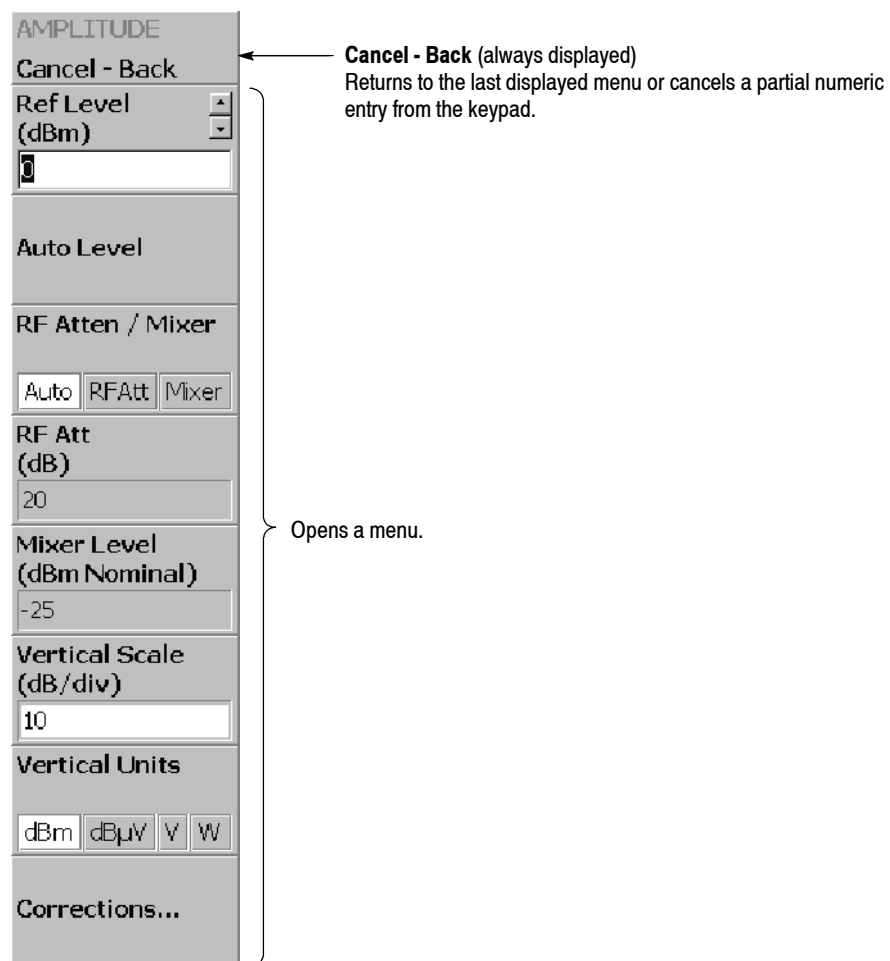 AMPLITUDE
Cancel - Back
Cancel - Back (always displayed)
Returns to the last displayed menu or cancels a partial numeric
entry from the keypad.
Ref Level
(dBm)
0
Auto Level
RF Atten / Mixer
Auto RFAtt Mixer
RF Att
(dB)
20
Opens a menu.
Mixer Level
(dBm Nominal)
-25
Vertical Scale
(dB/div)
10
Vertical Units
dBm dBµV V W
Corrections...